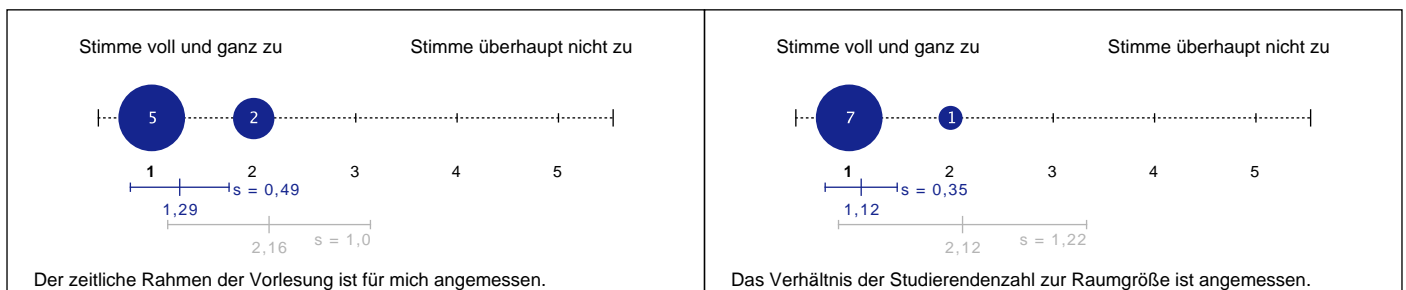 Stimme voll und ganz zu Stimme überhaupt nicht zu
5 2
1 2 3 4 5
s = 0,49
1,29
s = 1,0
2,16
Der zeitliche Rahmen der Vorlesung ist für mich angemessen.
Stimme voll und ganz zu Stimme überhaupt nicht zu
7 1
1 2 3 4 5
s = 0,35
1,12
s = 1,22
2,12
Das Verhältnis der Studierendenzahl zur Raumgröße ist angemessen.